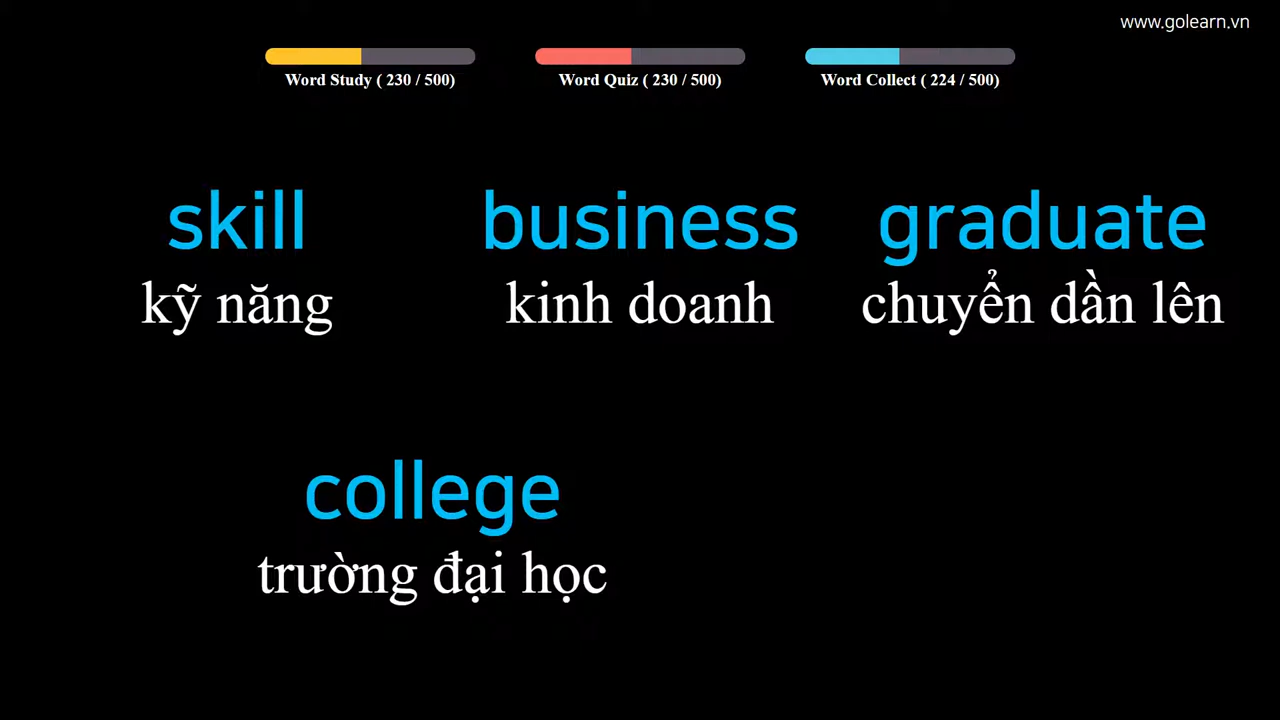 www.golearn.vn
Word Study ( 230 / 500)
Word Quiz ( 230 / 500)
Word Collect ( 224 / 500)
skill
kỹ năng
business
kinh doanh
graduate
chuyển dần lên
college
trường đại học